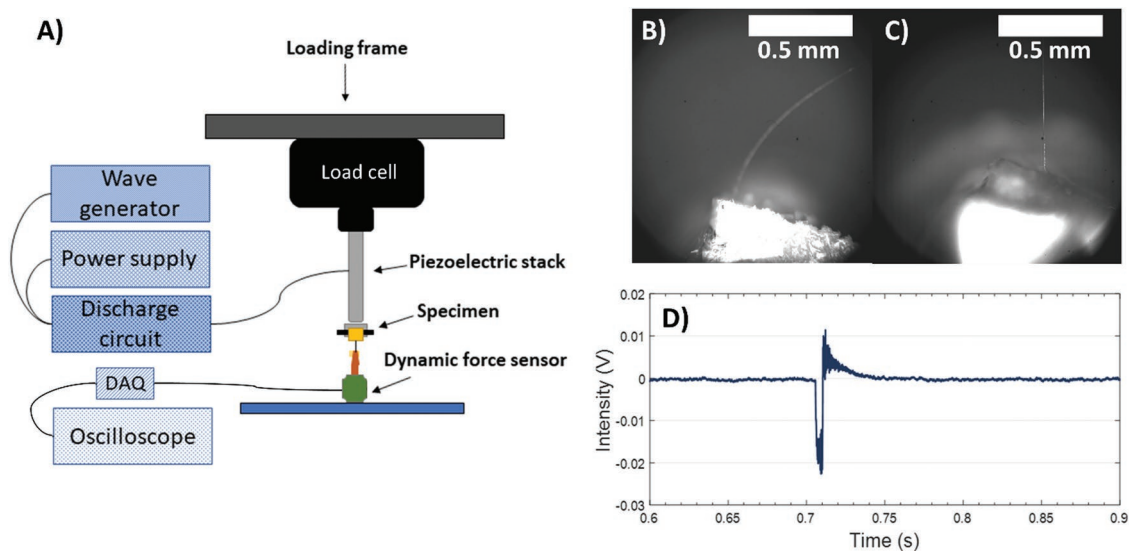 A)
Loading frame
Load cell
Wave
generator
Power supply
Discharge
circuit
Piezoelectric stack
Specimen
Dynamic force sensor
DAQ
Oscilloscope
B)
0.5 mm
C)
0.5 mm
D)
0.02
0.01
0
-0.01
-0.02
-0.03
Intensity (V)
0.6 0.65 0.7 0.75 0.8 0.85 0.9
Time (s)